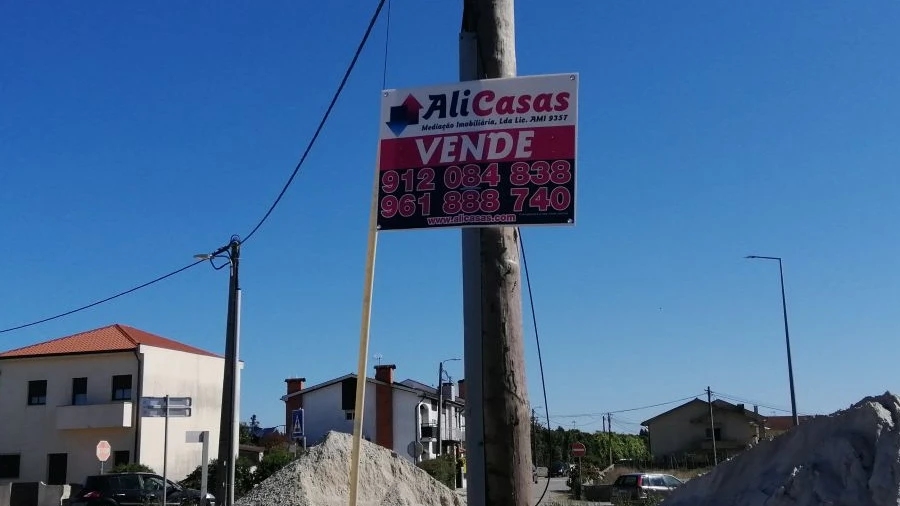 AliCasas
Mediação Imobiliária, Lda Lic. AMI 9357
VENDE
912 084 838
961 888 740
www.alicasas.com